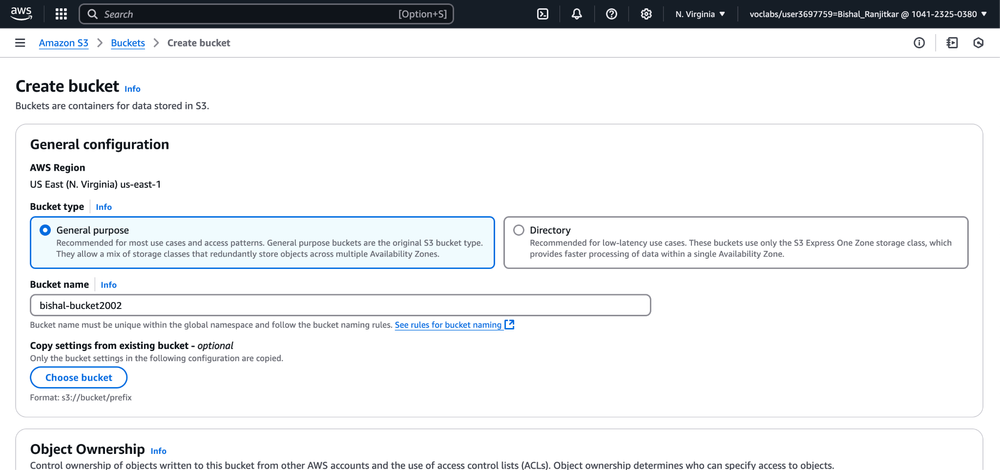 aws Search [Option+S] N. Virginia ▼ voclabs/user3697759=Bishal_Ranjitkar @ 1041-2325-0380 ▼
Amazon S3 > Buckets > Create bucket
Create bucket Info
Buckets are containers for data stored in S3.
General configuration
AWS Region
US East (N. Virginia) us-east-1
Bucket type Info
General purpose
Recommended for most use cases and access patterns. General purpose buckets are the original S3 bucket type.
They allow a mix of storage classes that redundantly store objects across multiple Availability Zones.
Directory
Recommended for low-latency use cases. These buckets use only the S3 Express One Zone storage class, which
provides faster processing of data within a single Availability Zone.
Bucket name Info
bishal-bucket2002
Bucket name must be unique within the global namespace and follow the bucket naming rules. See rules for bucket naming
Copy settings from existing bucket - optional
Only the bucket settings in the following configuration are copied.
Choose bucket
Format: s3://bucket/prefix
Object Ownership Info
Control ownership of objects written to this bucket from other AWS accounts and the use of access control lists (ACLs). Object ownership determines who can specify access to objects.